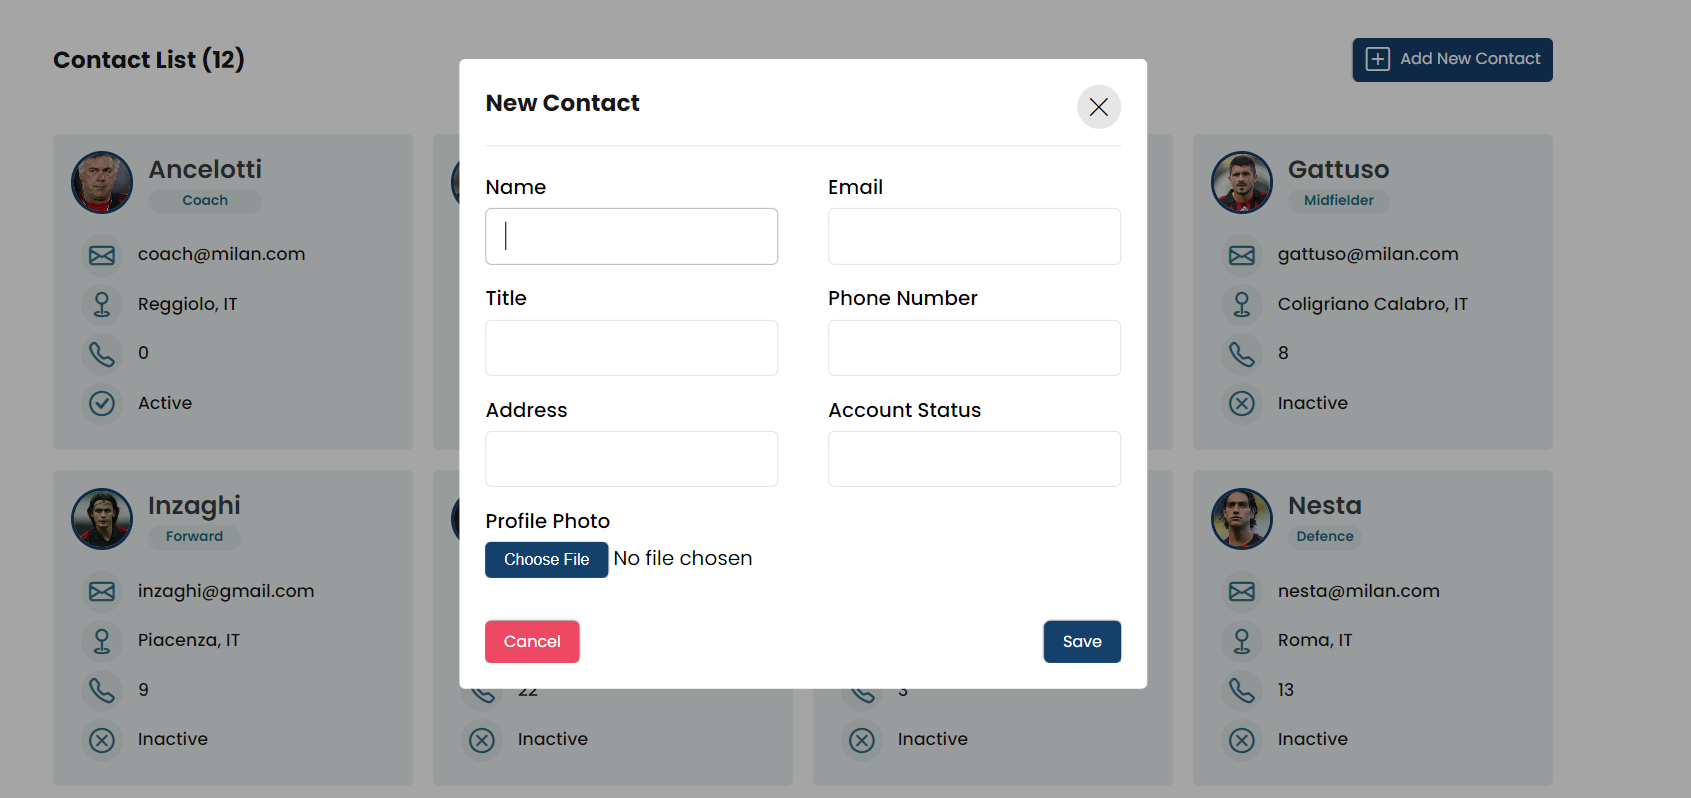 Contact List (12)
Add New Contact
New Contact
Name
Email
Title
Phone Number
Address
Account Status
Profile Photo
Choose File No file chosen
Cancel
Save
Ancelotti
Coach
coach@milan.com
Reggiolo, IT
0
Active
Gattuso
Midfielder
gattuso@milan.com
Coligriano Calabro, IT
8
Inactive
Inzaghi
Forward
inzaghi@gmail.com
Piacenza, IT
9
Inactive
22
Inactive
3
Inactive
Nesta
Defence
nesta@milan.com
Roma, IT
13
Inactive